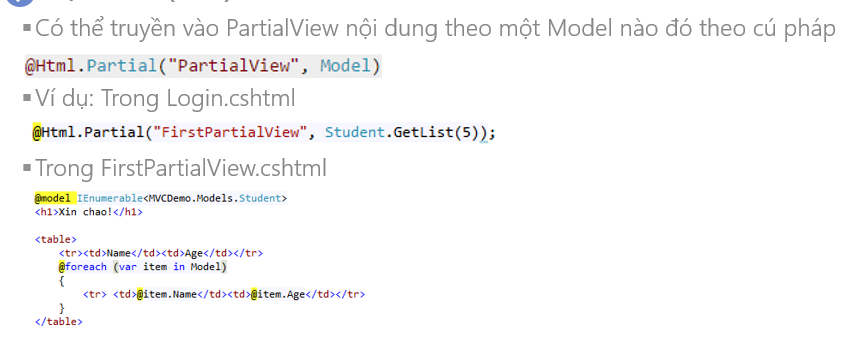 ▪Có thể truyền vào PartialView nội dung theo một Model nào đó theo cú pháp
@Html.Partial("PartialView", Model)
▪Ví dụ: Trong Login.cshtml
@Html.Partial("FirstPartialView", Student.GetList(5));
▪Trong FirstPartialView.cshtml
@model IEnumerable<MVCDemo.Models.Student>
<h1>Xin chao!</h1>
<table>
<tr><td>Name</td><td>Age</td></tr>
@foreach (var item in Model)
{
<tr> <td>@item.Name</td><td>@item.Age</td></tr>
}
</table>